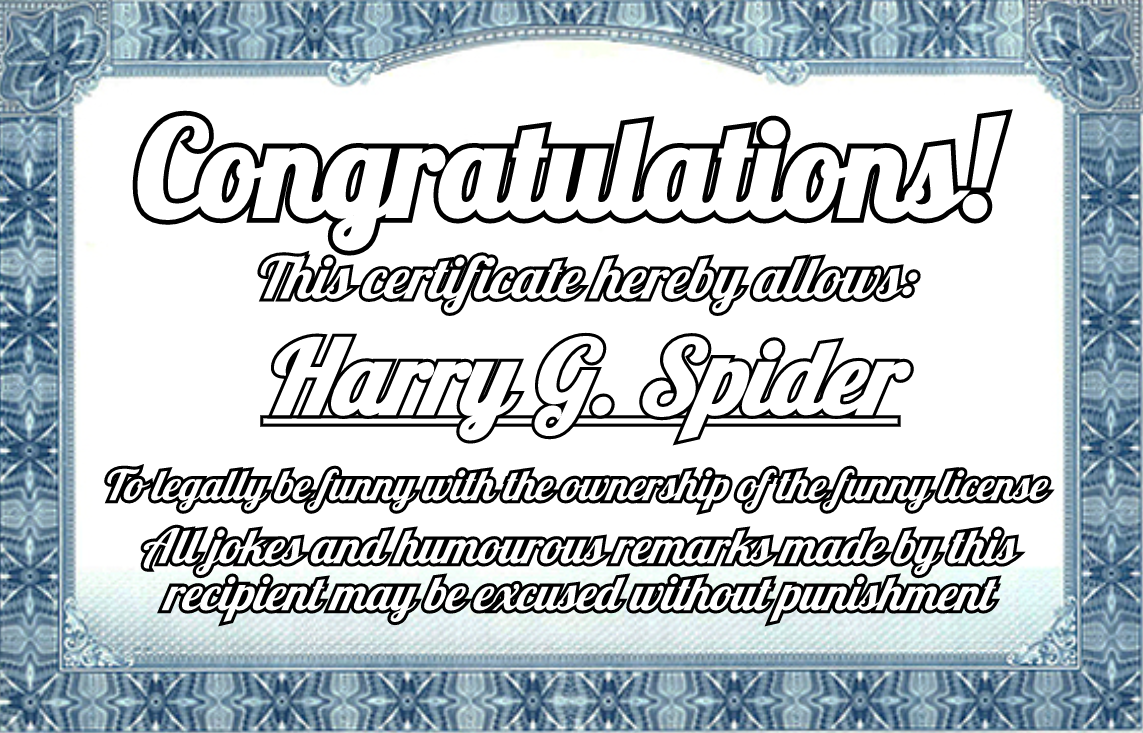 Congratulations!
This certificate hereby allows:
Harry G. Spider
To legally be funny with the ownership of the funny license
All jokes and humourous remarks made by this
recipient may be excused without punishment